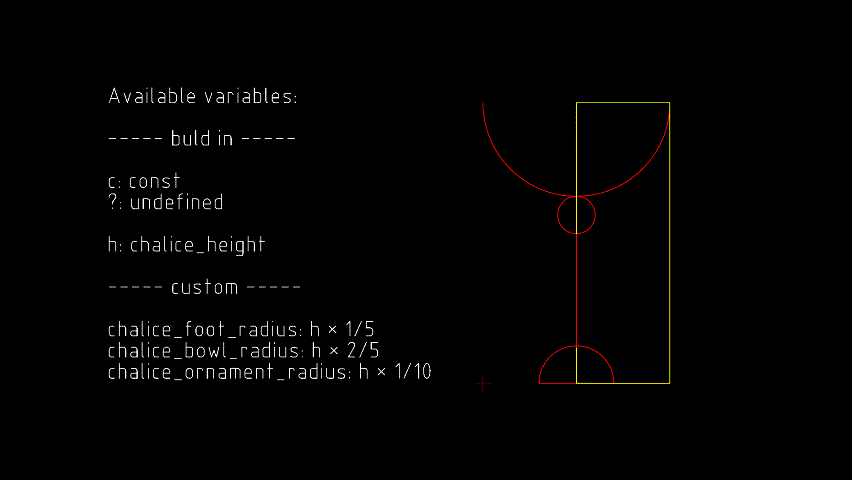 Available variables:
----- buld in -----
c: const
?: undefined
h: chalice_height
----- custom -----
chalice_foot_radius: h × 1/5
chalice_bowl_radius: h × 2/5
chalice_ornament_radius: h × 1/10